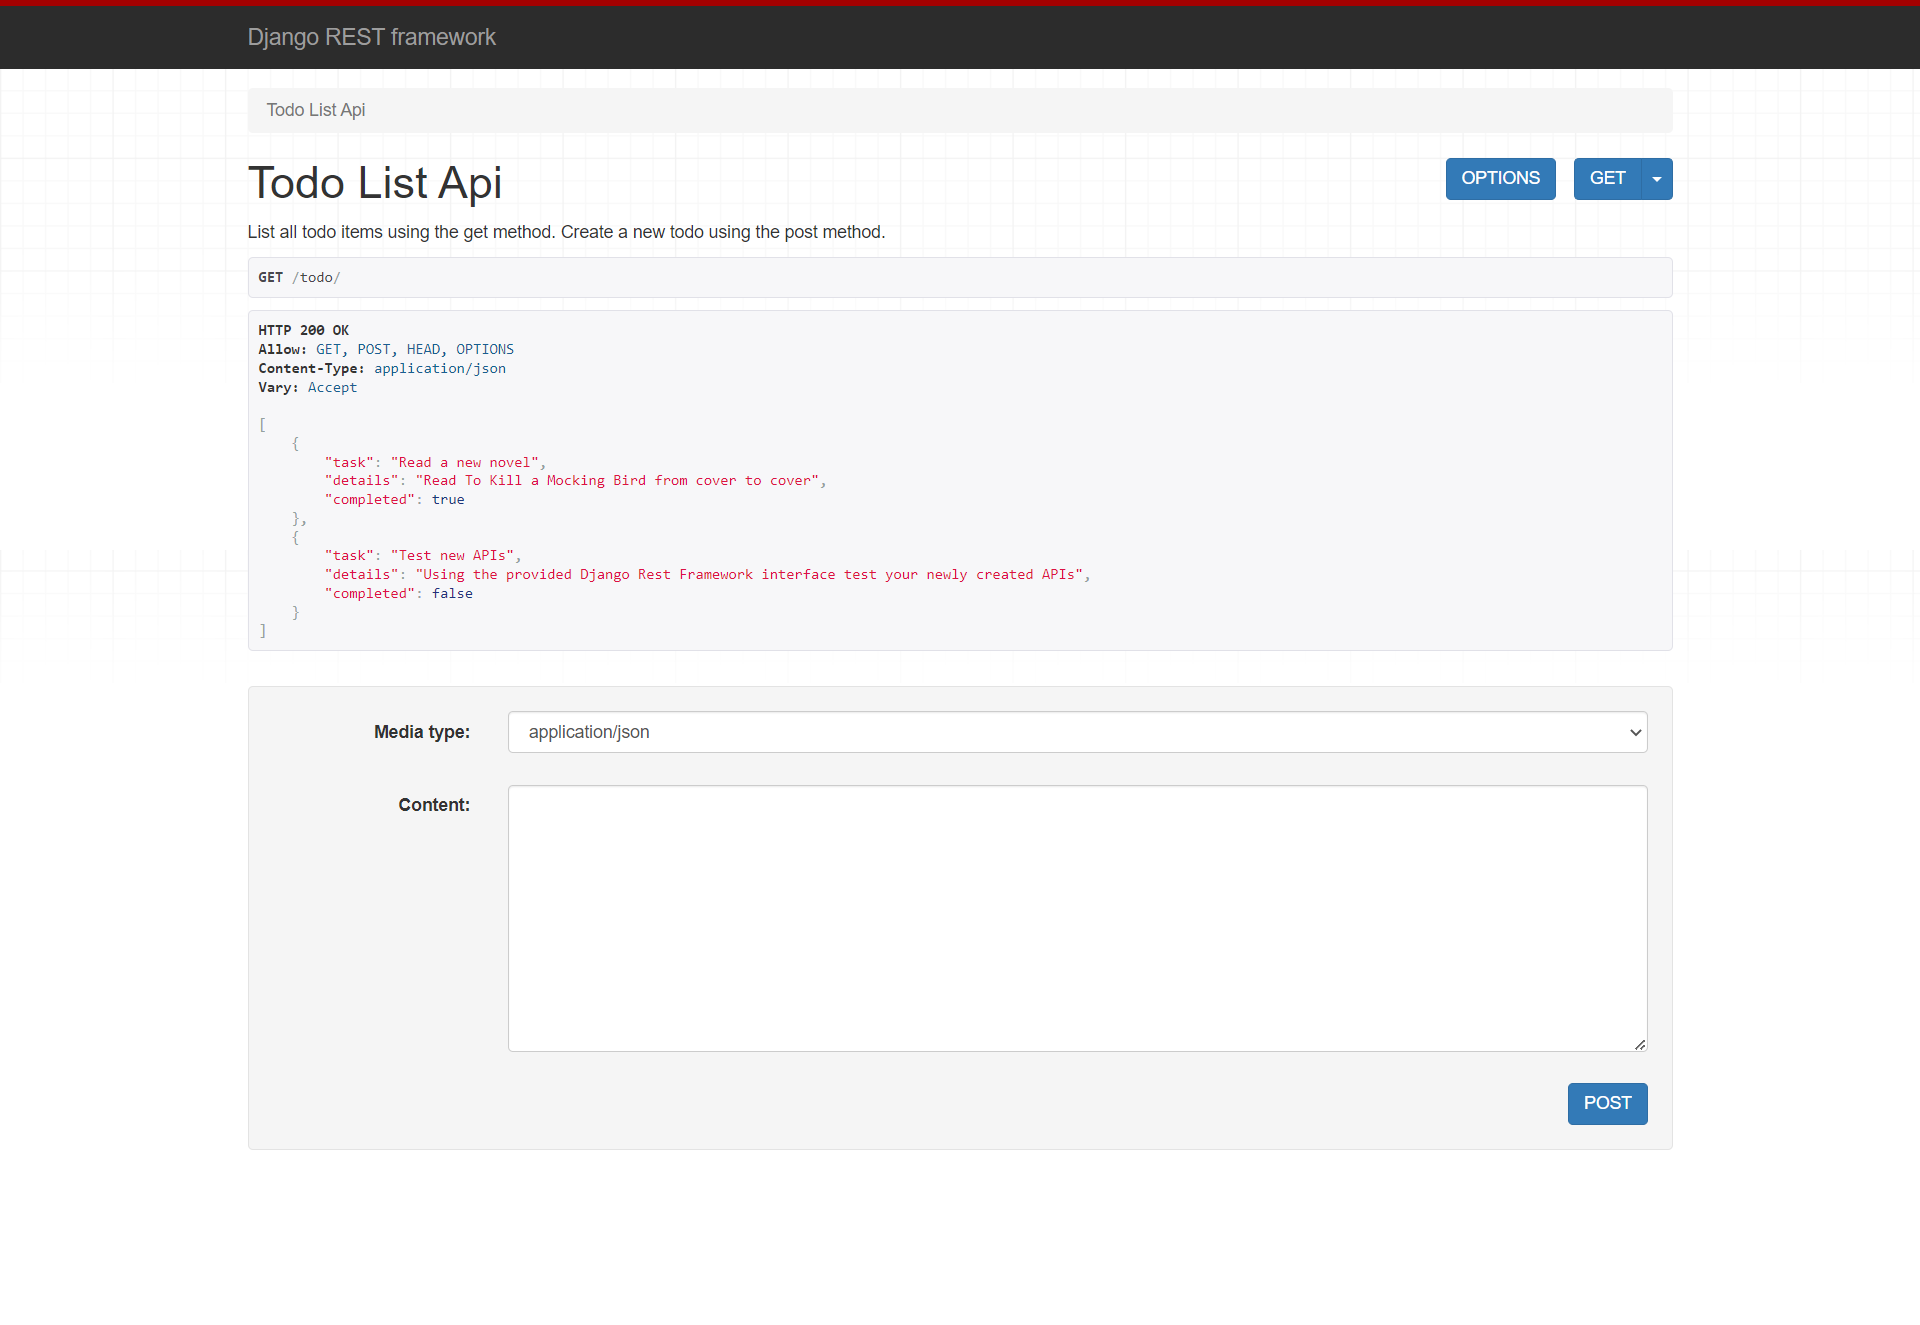 Django REST framework
Todo List Api
Todo List Api
OPTIONS GET
List all todo items using the get method. Create a new todo using the post method.
GET /todo/
HTTP 200 OK
Allow: GET, POST, HEAD, OPTIONS
Content-Type: application/json
Vary: Accept
[
    {
        "task": "Read a new novel",
        "details": "Read To Kill a Mocking Bird from cover to cover",
        "completed": true
    },
    {
        "task": "Test new APIs",
        "details": "Using the provided Django Rest Framework interface test your newly created APIs",
        "completed": false
    }
]
Media type: application/json
Content:
POST